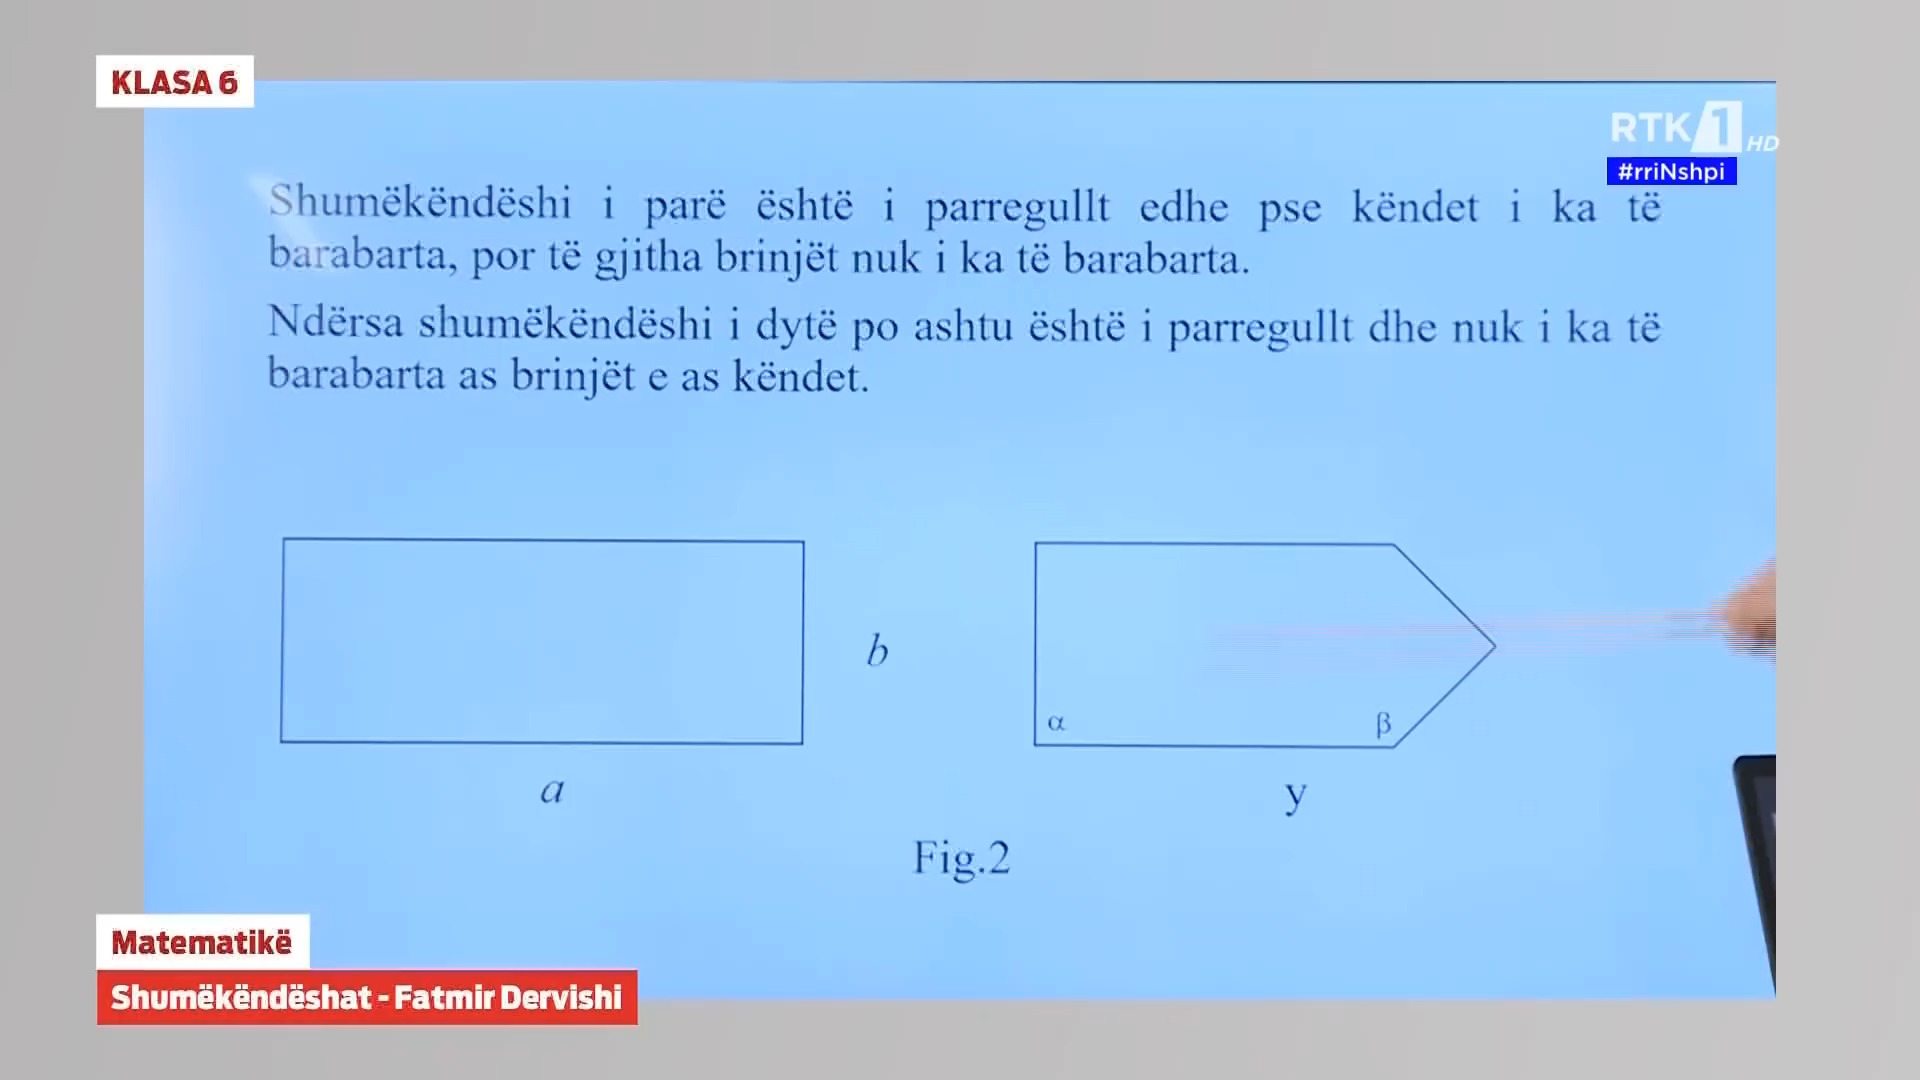 KLASA 6
RTK 1 HD
#rriNshpi
Shumëkëndëshi i parë është i parregullt edhe pse këndet i ka të
barabarta, por të gjitha brinjët nuk i ka të barabarta.
Ndërsa shumëkëndëshi i dytë po ashtu është i parregullt dhe nuk i ka të
barabarta as brinjët e as këndet.
b
α
β
a
y
Fig.2
Matematikë
Shumëkëndëshat - Fatmir Dervishi